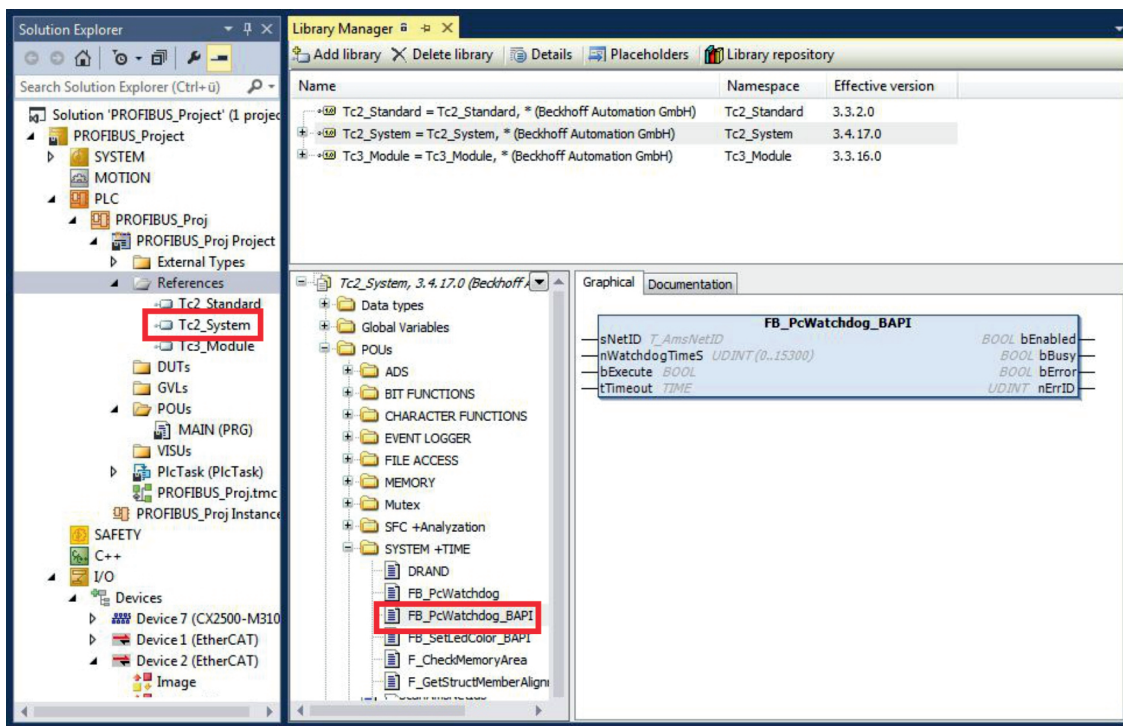 Solution Explorer
Search Solution Explorer (Ctrl+ü)
Solution 'PROFIBUS_Project' (1 projec
PROFIBUS_Project
SYSTEM
MOTION
PLC
PROFIBUS_Proj
PROFIBUS_Proj Project
External Types
References
Tc2_Standard
Tc2_System
Tc3_Module
DUTs
GVLs
POUs
MAIN (PRG)
VISUs
PlcTask (PlcTask)
PROFIBUS_Proj.tmc
PROFIBUS_Proj Instance
SAFETY
C++
I/O
Devices
Device 7 (CX2500-M310
Device 1 (EtherCAT)
Device 2 (EtherCAT)
Image
Library Manager
Add library Delete library Details Placeholders Library repository
Name Namespace Effective version
Tc2_Standard = Tc2_Standard, * (Beckhoff Automation GmbH) Tc2_Standard 3.3.2.0
Tc2_System = Tc2_System, * (Beckhoff Automation GmbH) Tc2_System 3.4.17.0
Tc3_Module = Tc3_Module, * (Beckhoff Automation GmbH) Tc3_Module 3.3.16.0
Tc2_System, 3.4.17.0 (Beckhoff A
Data types
Global Variables
POUs
ADS
BIT FUNCTIONS
CHARACTER FUNCTIONS
EVENT LOGGER
FILE ACCESS
MEMORY
Mutex
SFC +Analyzation
SYSTEM +TIME
DRAND
FB_PcWatchdog
FB_PcWatchdog_BAPI
FB_SetLedColor_BAPI
F_CheckMemoryArea
F_GetStructMemberAlignm
Graphical Documentation
FB_PcWatchdog_BAPI
sNetID T_AmsNetID BOOL bEnabled
nWatchdogTimeS UDINT (0..15300) BOOL bBusy
bExecute BOOL BOOL bError
tTimeout TIME UDINT nErrID